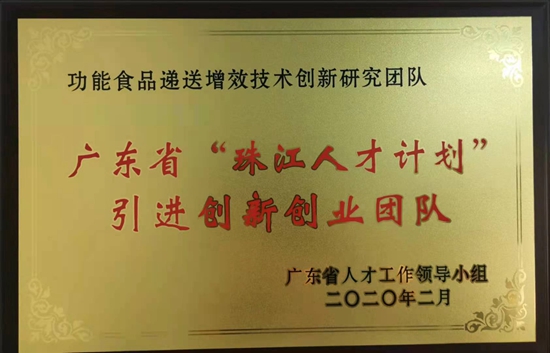 功能食品递送增效技术创新研究团队
广东省“珠江人才计划”
引进创新创业团队
广东省人才工作领导小组
二〇二〇年二月